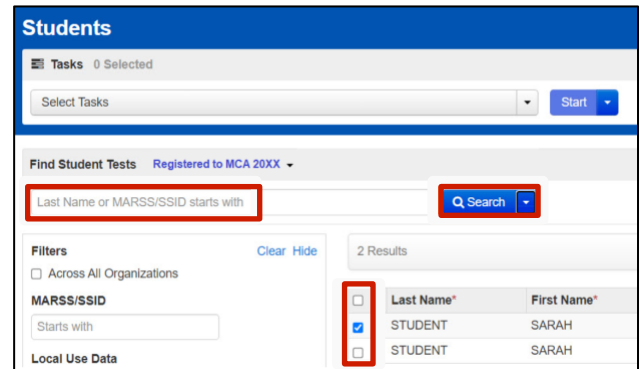 Students
Tasks 0 Selected
Select Tasks
Start
Find Student Tests Registered to MCA 20XX
Last Name or MARSS/SSID starts with
Search
Filters Clear Hide
2 Results
Across All Organizations
MARSS/SSID
Last Name* First Name*
Starts with
STUDENT SARAH
STUDENT SARAH
Local Use Data